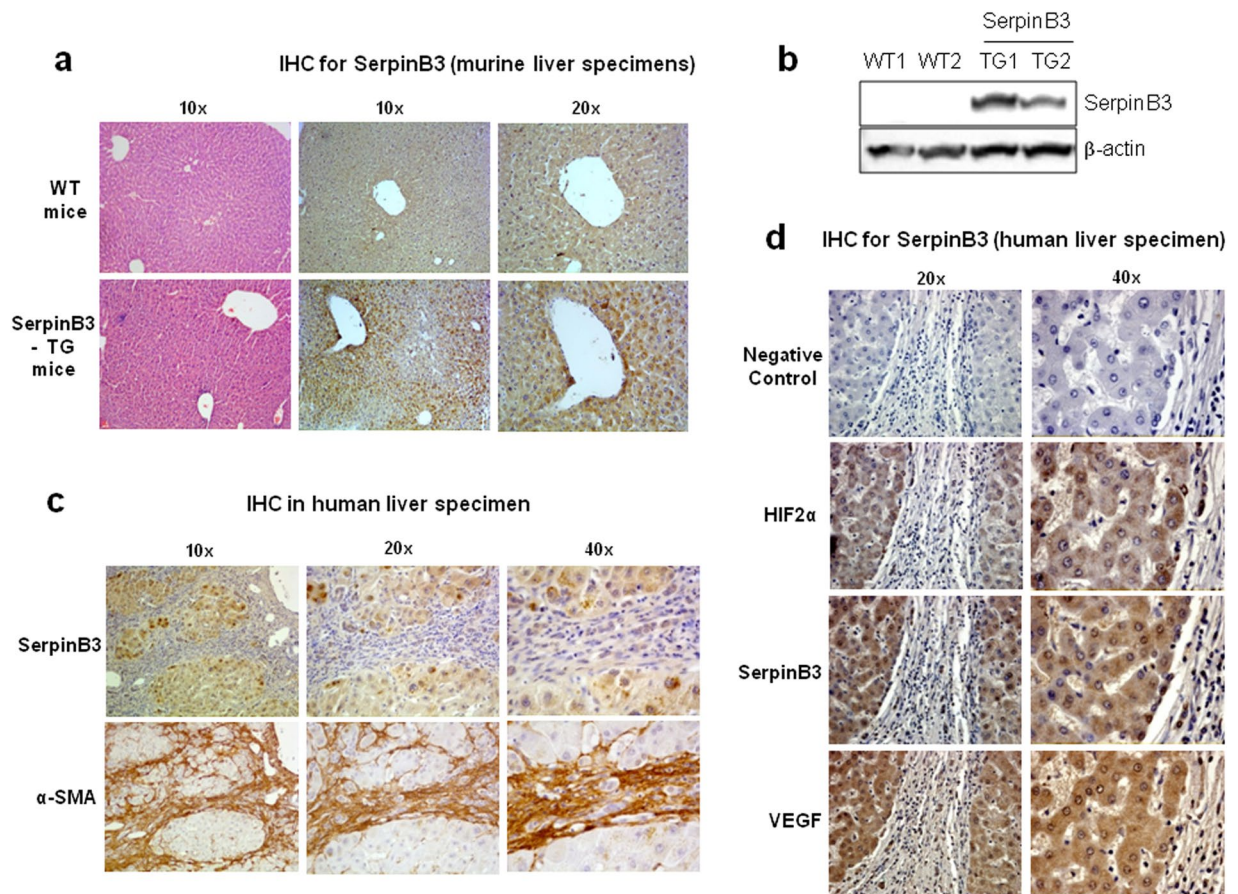 a
IHC for SerpinB3 (murine liver specimens)
10x
10x
20x
WT
mice
SerpinB3
- TG
mice
b
SerpinB3
WT1 WT2 TG1 TG2
SerpinB3
β-actin
c
IHC in human liver specimen
10x
20x
40x
SerpinB3
α-SMA
d
IHC for SerpinB3 (human liver specimen)
20x
40x
Negative
Control
HIF2α
SerpinB3
VEGF